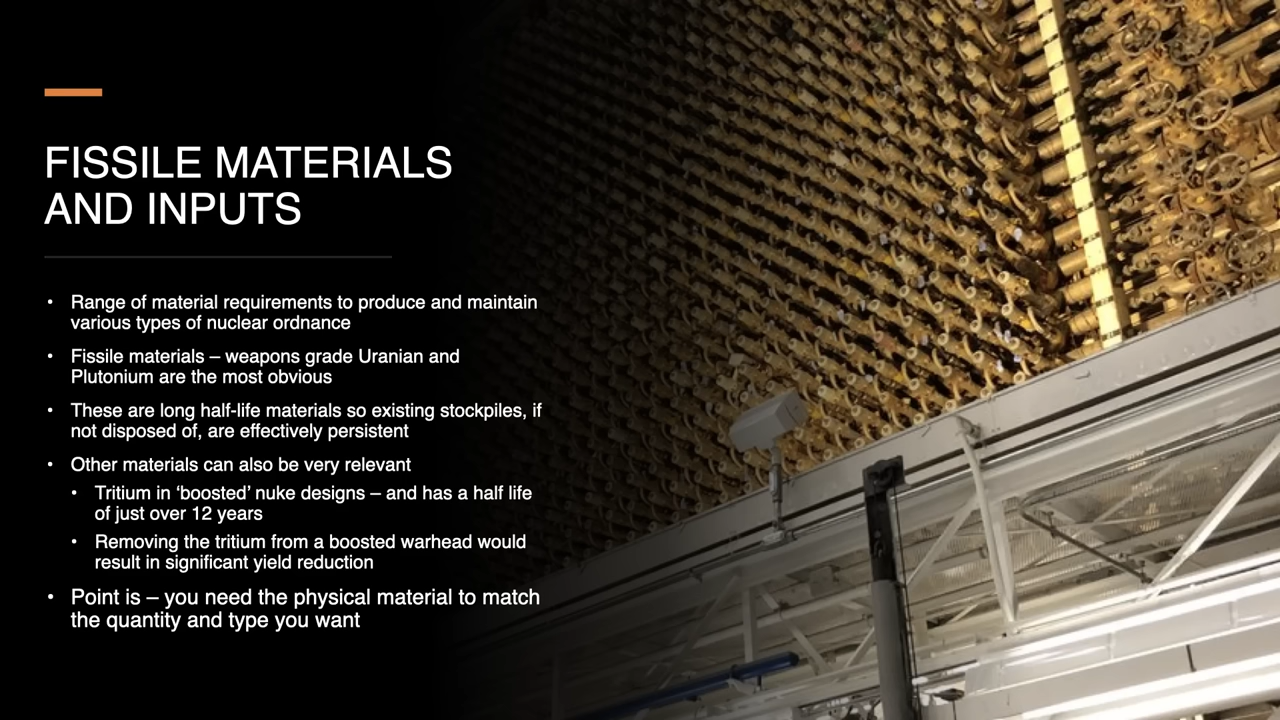 FISSILE MATERIALS
AND INPUTS
• Range of material requirements to produce and maintain
various types of nuclear ordnance
• Fissile materials – weapons grade Uranian and
Plutonium are the most obvious
• These are long half-life materials so existing stockpiles, if
not disposed of, are effectively persistent
• Other materials can also be very relevant
• Tritium in ‘boosted’ nuke designs – and has a half life
of just over 12 years
• Removing the tritium from a boosted warhead would
result in significant yield reduction
• Point is – you need the physical material to match
the quantity and type you want